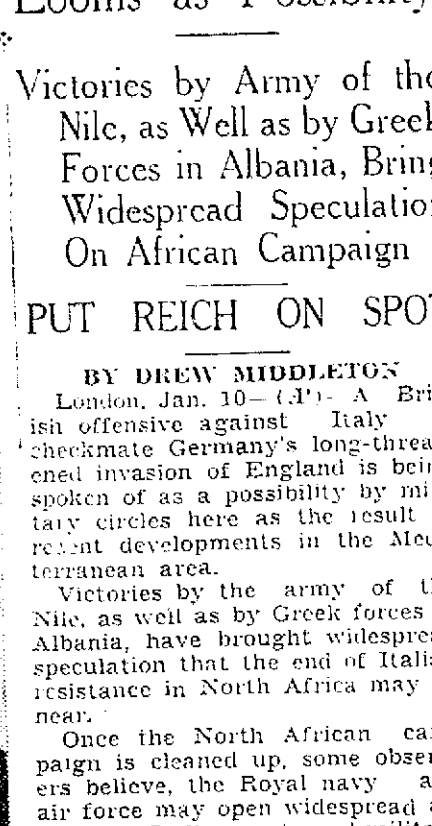 Looms as Possibility
Victories by Army of the
Nile, as Well as by Greek
Forces in Albania, Bring
Widespread Speculation
On African Campaign
PUT REICH ON SPOT
BY DREW MIDDLETON
London, Jan. 10— (AP)- A Brit
ish offensive against Italy
checkmate Germany's long-threa
ened invasion of England is bein
spoken of as a possibility by mi
tary circles here as the result
recent developments in the Med
terranean area.
Victories by the army of t
Nile, as well as by Greek forces
Albania, have brought widesprea
speculation that the end of Italia
resistance in North Africa may
near.
Once the North African ca
paign is cleaned up, some obser
ers believe, the Royal navy a
air force may open widespread a